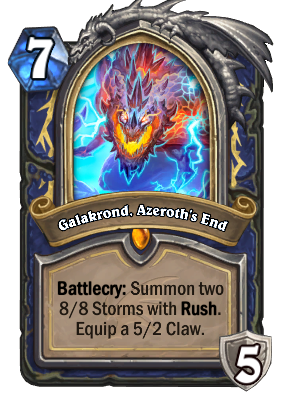 7
Galakrond, Azeroth's End
Battlecry: Summon two
8/8 Storms with Rush.
Equip a 5/2 Claw.
5